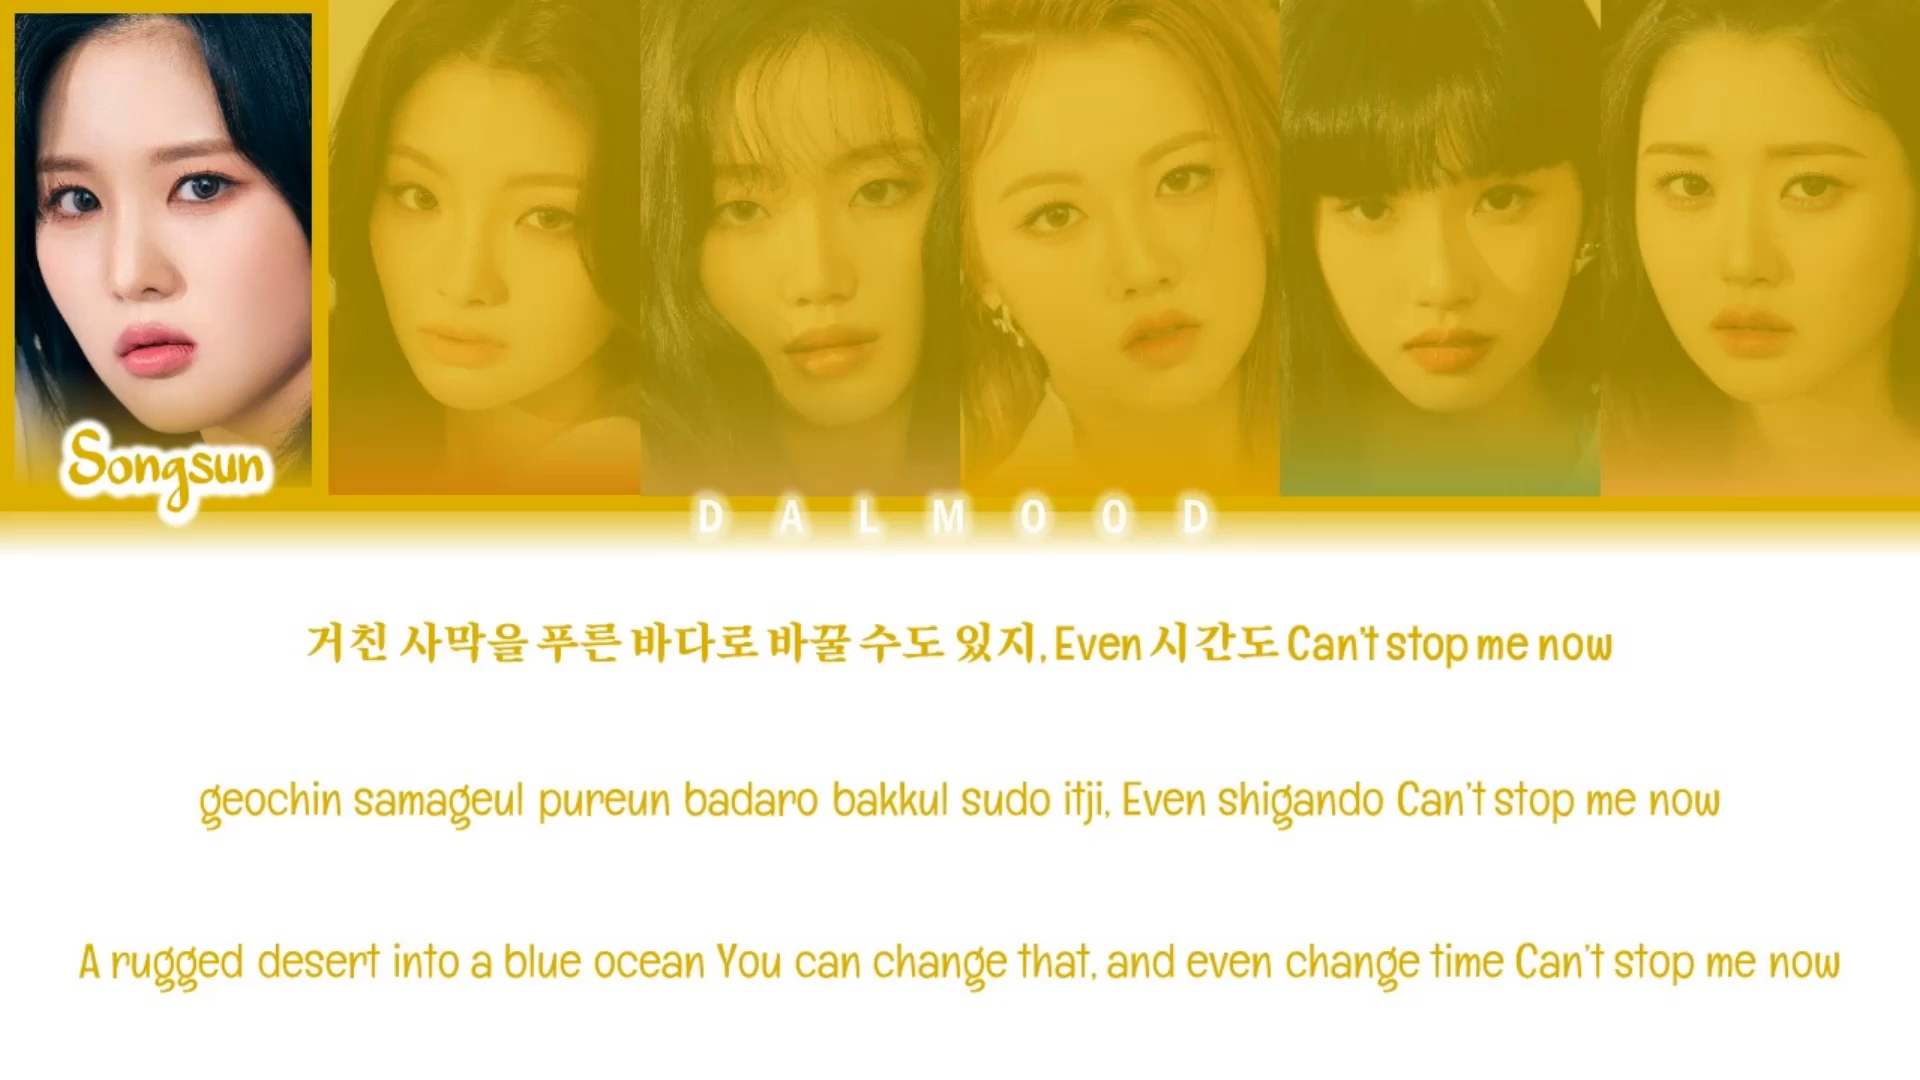 Songsun
DALMOOD
거친 사막을 푸른 바다로 바꿀 수도 있지, Even 시간도 Can't stop me now
geochin samageul pureun badaro bakkul sudo itji, Even shigando Can't stop me now
A rugged desert into a blue ocean You can change that, and even change time Can't stop me now